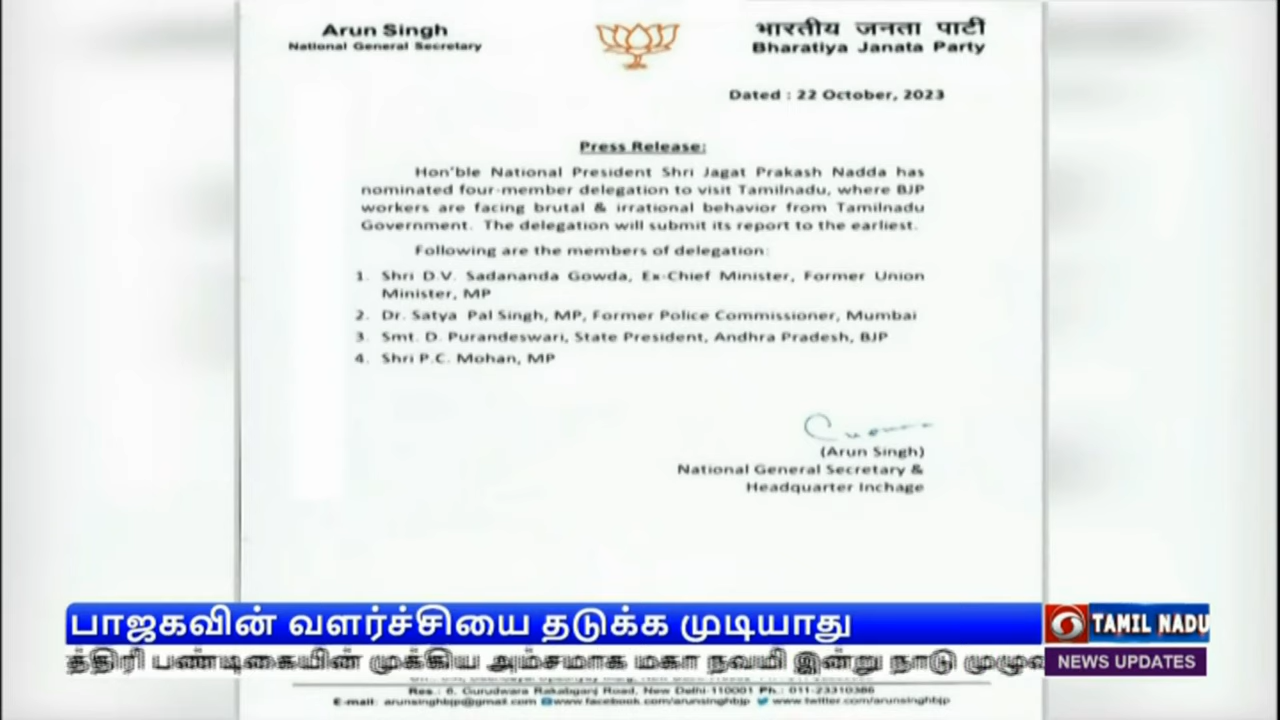 Arun Singh
National General Secretary
भारतीय जनता पार्टी
Bharatiya Janata Party
Dated : 22 October, 2023
Press Release:
Hon'ble National President Shri Jagat Prakash Nadda has
nominated four-member delegation to visit Tamilnadu, where BJP
workers are facing brutal & irrational behavior from Tamilnadu
Government. The delegation will submit its report to the earliest.
Following are the members of delegation:
1. Shri D.V. Sadananda Gowda, Ex-Chief Minister, Former Union
Minister, MP
2. Dr. Satya Pal Singh, MP, Former Police Commissioner, Mumbai
3. Smt. D. Purandeswari, State President, Andhra Pradesh, BJP
4. Shri P.C. Mohan, MP
(Arun Singh)
National General Secretary &
Headquarter Inchage
பாஜகவின் வளர்ச்சியை தடுக்க முடியாது
TAMIL NADU
NEWS UPDATES
பண்டிகையின் முக்கிய அம்சமாக மகா நவமி இன்று நாடு
Res.: 6, Gurudwara Rakabganj Road, New Delhi-110001 Ph.: 011-23310386
E-mail: arunsinghbjp@gmail.com www.facebook.com/arunsinghbjp www.twitter.com/arunsinghbjp